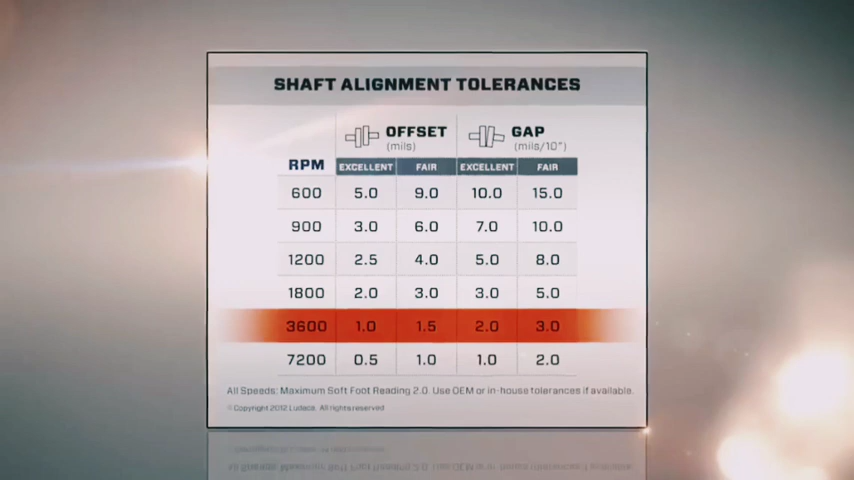 SHAFT ALIGNMENT TOLERANCES
OFFSET GAP
(mils) (mils/10")
RPM EXCELLENT FAIR EXCELLENT FAIR
600 5.0 9.0 10.0 15.0
900 3.0 6.0 7.0 10.0
1200 2.5 4.0 5.0 8.0
1800 2.0 3.0 3.0 5.0
3600 1.0 1.5 2.0 3.0
7200 0.5 1.0 1.0 2.0
All Speeds: Maximum Soft Foot Reading 2.0. Use OEM or in-house tolerances if available.
© Copyright 2012 Ludeca. All rights reserved